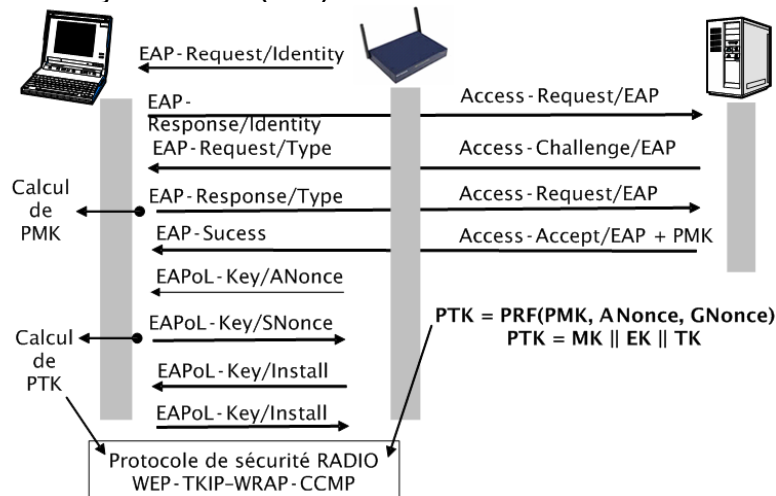 EAP-Request/Identity
EAP-
Response/Identity
Access-Request/EAP
EAP-Request/Type
Access-Challenge/EAP
Calcul
de
PMK
EAP-Response/Type
Access-Request/EAP
EAP-Sucess
Access-Accept/EAP + PMK
EAPoL-Key/ANonce
Calcul
de
PTK
EAPoL-Key/SNonce
PTK = PRF(PMK, ANonce, GNonce)
PTK = MK || EK || TK
EAPoL-Key/Install
EAPoL-Key/Install
Protocole de sécurité RADIO
WEP-TKIP-WRAP-CCMP